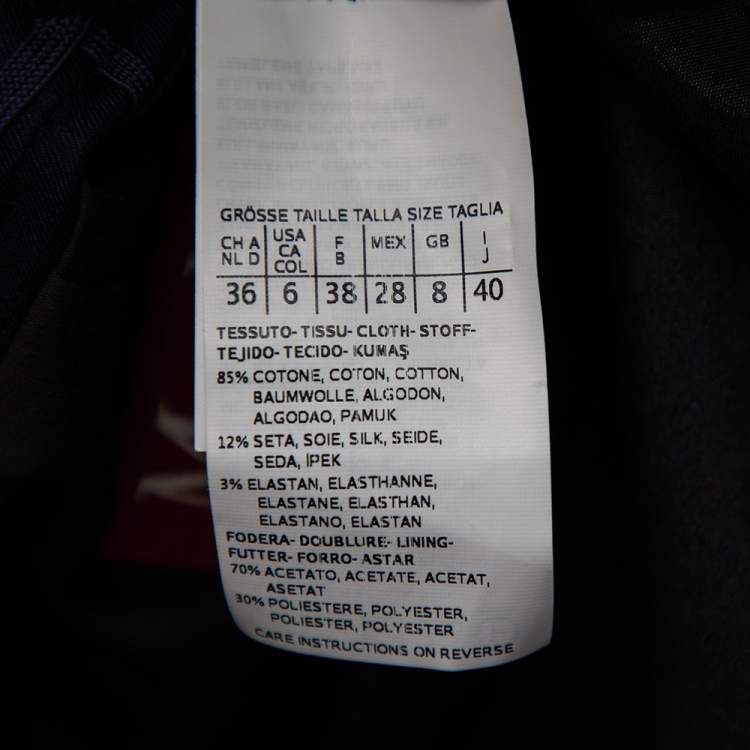 GRÖSSE TAILLE TALLA SIZE TAGLIA
CH A NL D USA CA COL F B MEX GB I J
36 6 38 28 8 40
TESSUTO- TISSU- CLOTH- STOFF-
TEJIDO- TECIDO- KUMAŞ
85% COTONE, COTON, COTTON,
BAUMWOLLE, ALGODON,
ALGODAO, PAMUK
12% SETA, SOIE, SILK, SEIDE,
SEDA, İPEK
3% ELASTAN, ELASTHANNE,
ELASTANE, ELASTHAN,
ELASTANO, ELASTAN
FODERA- DOUBLURE- LINING-
FUTTER- FORRO- ASTAR
70% ACETATO, ACETATE, ACETAT,
ASETAT
30% POLIESTERE, POLYESTER,
POLIESTER, POLYESTER
CARE INSTRUCTIONS ON REVERSE